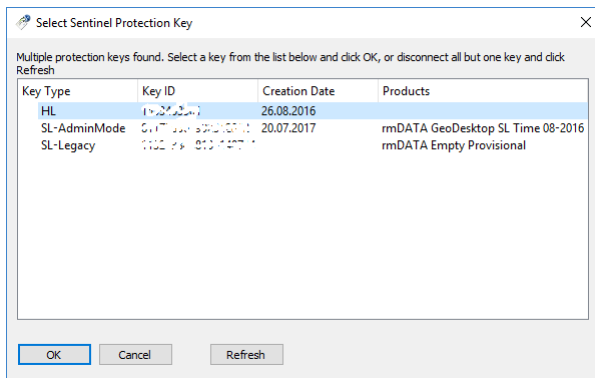 Select Sentinel Protection Key
Multiple protection keys found. Select a key from the list below and click OK, or disconnect all but one key and click
Refresh
Key Type Key ID Creation Date Products
HL 26.08.2016
SL-AdminMode 20.07.2017 rmDATA GeoDesktop SL Time 08-2016
SL-Legacy rmDATA Empty Provisional
OK Cancel Refresh